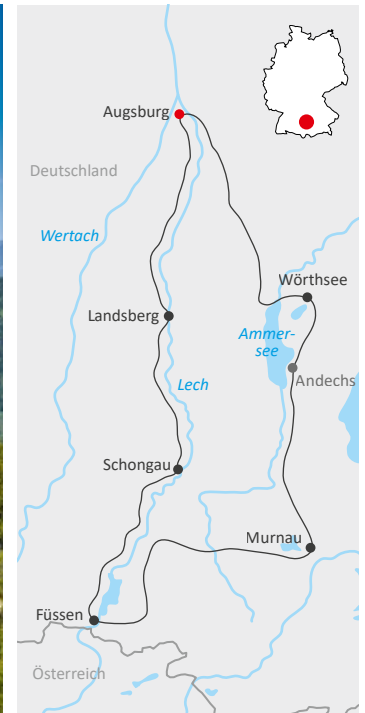 Augsburg
Deutschland
Wertach
Wörthsee
Landsberg
Ammer-
see
Andechs
Lech
Schongau
Murnau
Füssen
Österreich